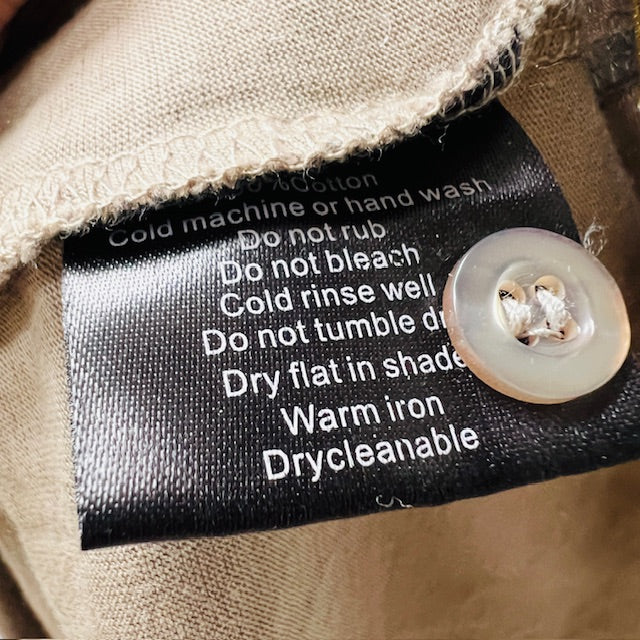 Cotton
Cold machine or hand wash
Do not rub
Do not bleach
Cold rinse well
Do not tumble
Dry flat in shade
Warm iron
Drycleanable